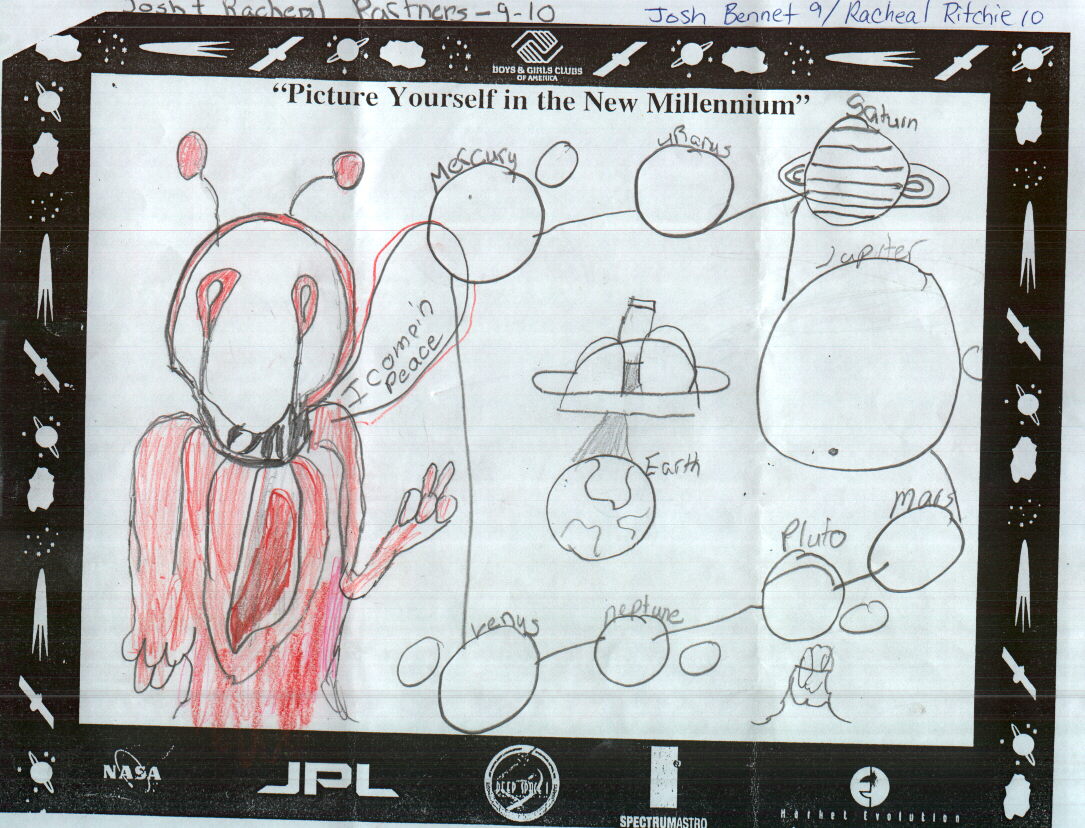 Josh + Racheal Partners-9-10
Josh Bennet 9/Racheal Ritchie 10
BOYS & GIRLS CLUBS
OF AMERICA
“Picture Yourself in the New Millennium”
Saturn
Mercury
uRanus
Jupiter
I come in
Peace
Earth
mars
Pluto
venus
neptune
NASA
JPL
DEEP SPACE 1
SPECTRUMASTRO
Market Evolution